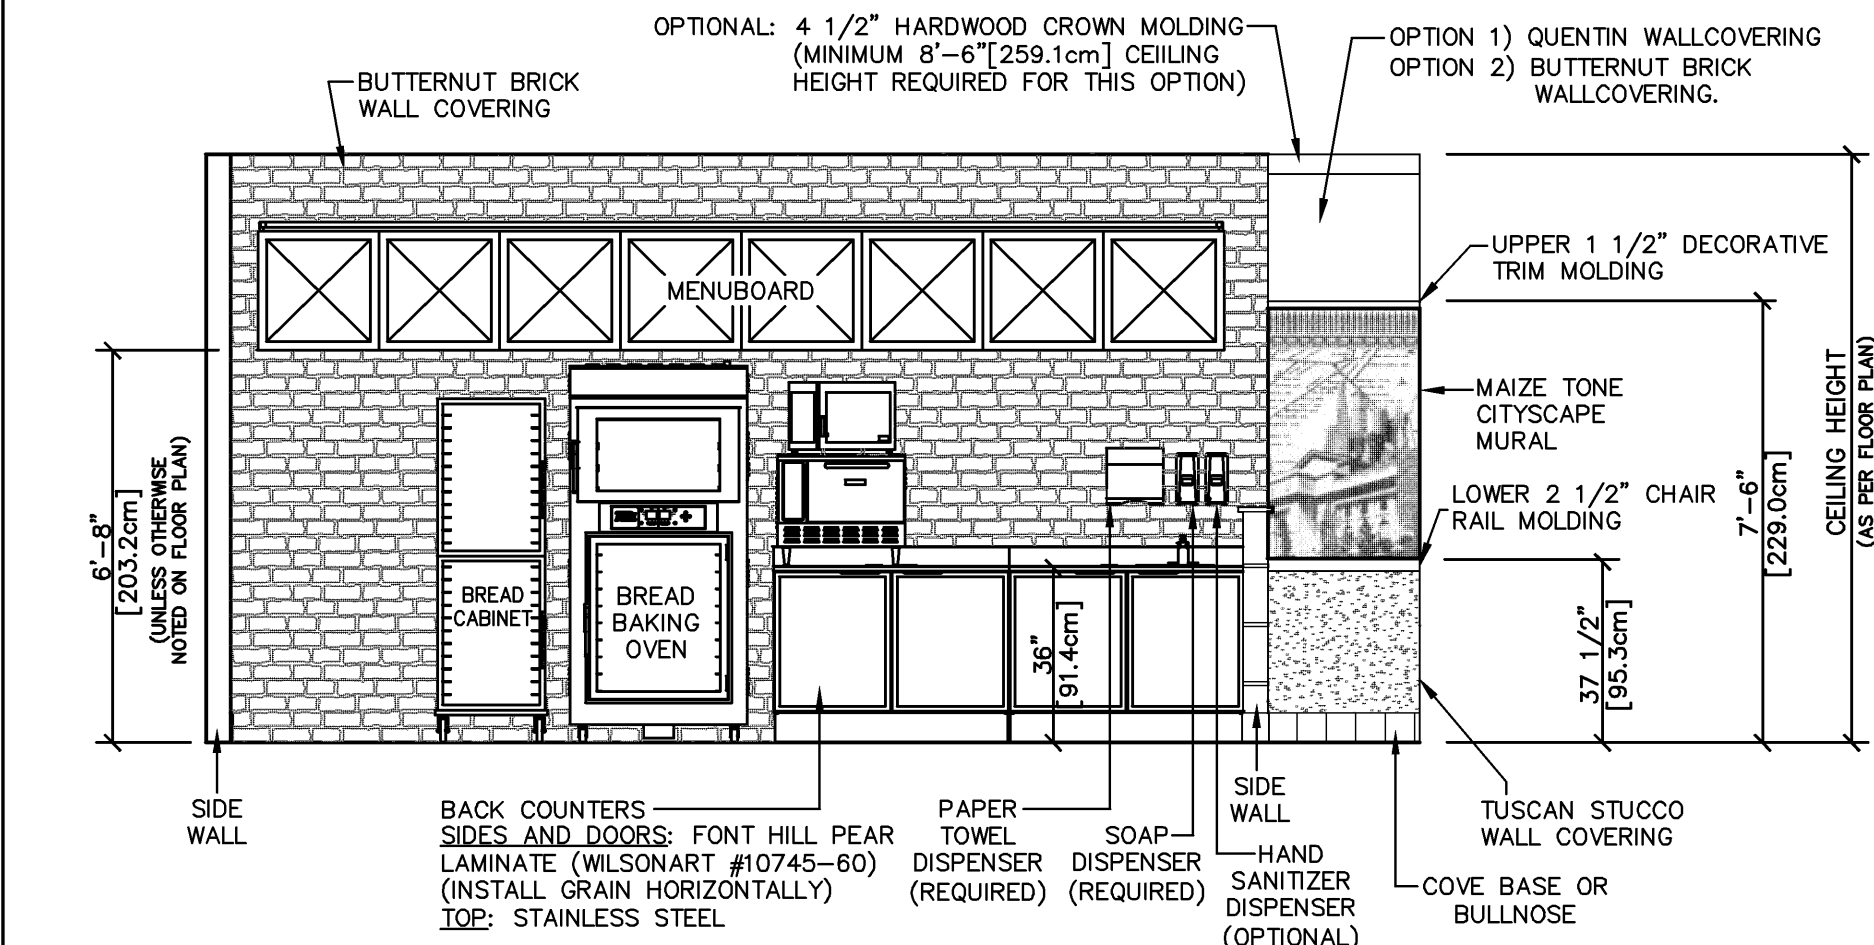 OPTIONAL: 4 1/2” HARDWOOD CROWN MOLDING
(MINIMUM 8’-6”[259.1cm] CEIILING
HEIGHT REQUIRED FOR THIS OPTION)
OPTION 1) QUENTIN WALLCOVERING
OPTION 2) BUTTERNUT BRICK
WALLCOVERING.
BUTTERNUT BRICK
WALL COVERING
UPPER 1 1/2” DECORATIVE
TRIM MOLDING
MENUBOARD
MAIZE TONE
CITYSCAPE
MURAL
LOWER 2 1/2” CHAIR
RAIL MOLDING
6’-8”
[203.2cm]
(UNLESS OTHERWISE
NOTED ON FLOOR PLAN)
BREAD
CABINET
BREAD
BAKING
OVEN
36”
[91.4cm]
37 1/2”
[95.3cm]
7’-6”
[229.0cm]
CEILING HEIGHT
(AS PER FLOOR PLAN)
SIDE
WALL
BACK COUNTERS
SIDES AND DOORS: FONT HILL PEAR
LAMINATE (WILSONART #10745-60)
(INSTALL GRAIN HORIZONTALLY)
TOP: STAINLESS STEEL
PAPER
TOWEL
DISPENSER
(REQUIRED)
SOAP
DISPENSER
(REQUIRED)
SIDE
WALL
HAND
SANITIZER
DISPENSER
(OPTIONAL)
TUSCAN STUCCO
WALL COVERING
COVE BASE OR
BULLNOSE